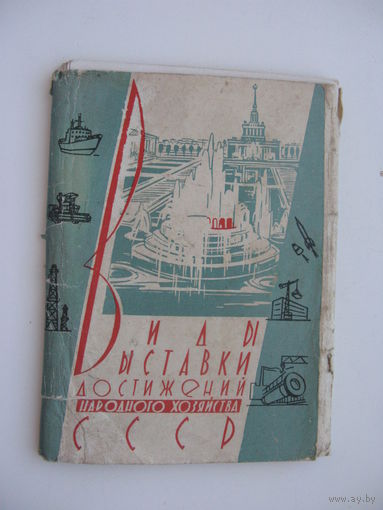 Виды
Выставки
достижений
народного хозяйства
СССР
www.ay.by